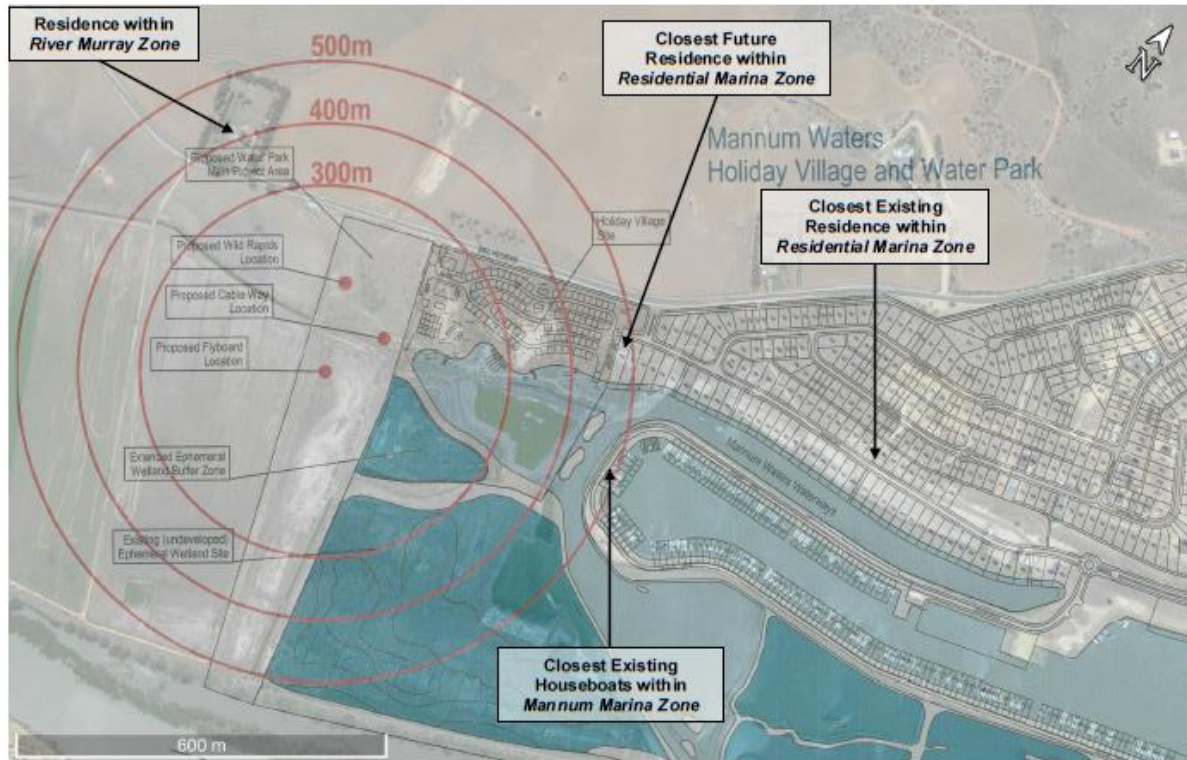 Residence within
River Murray Zone
500m
400m
300m
Closest Future
Residence within
Residential Marina Zone
N
Mannum Waters
Holiday Village and Water Park
Proposed Water Park
Main Project Area
Holiday Village
Site
Closest Existing
Residence within
Residential Marina Zone
Proposed Wild Rapids
Location
Proposed Cable Way
Location
Proposed Flyboard
Location
Extended Ephemeral
Wetland Buffer Zone
Mannum Waters Waterways
Existing (undeveloped)
Ephemeral Wetland Site
Closest Existing
Houseboats within
Mannum Marina Zone
600 m